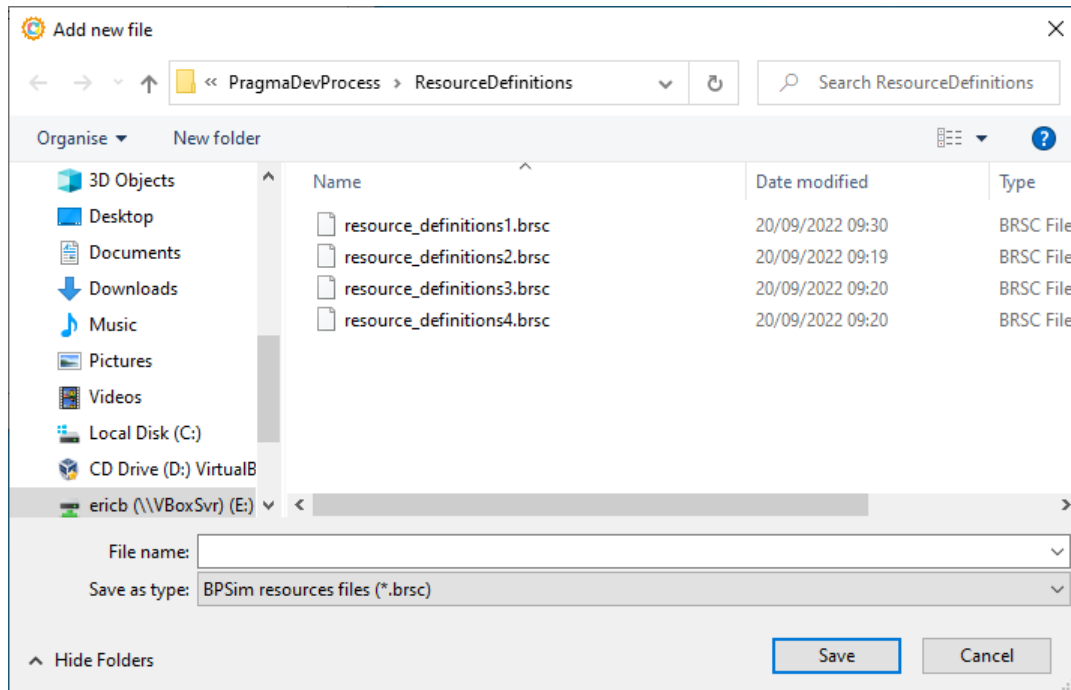 Add new file
« PragmaDevProcess > ResourceDefinitions
Search ResourceDefinitions
Organise
New folder
3D Objects
Desktop
Documents
Downloads
Music
Pictures
Videos
Local Disk (C:)
CD Drive (D:) VirtualB
ericb (\\VBoxSvr) (E:)
Name Date modified Type
resource_definitions1.brsc 20/09/2022 09:30 BRSC File
resource_definitions2.brsc 20/09/2022 09:19 BRSC File
resource_definitions3.brsc 20/09/2022 09:20 BRSC File
resource_definitions4.brsc 20/09/2022 09:20 BRSC File
File name:
Save as type: BPSim resources files (*.brsc)
Hide Folders
Save
Cancel